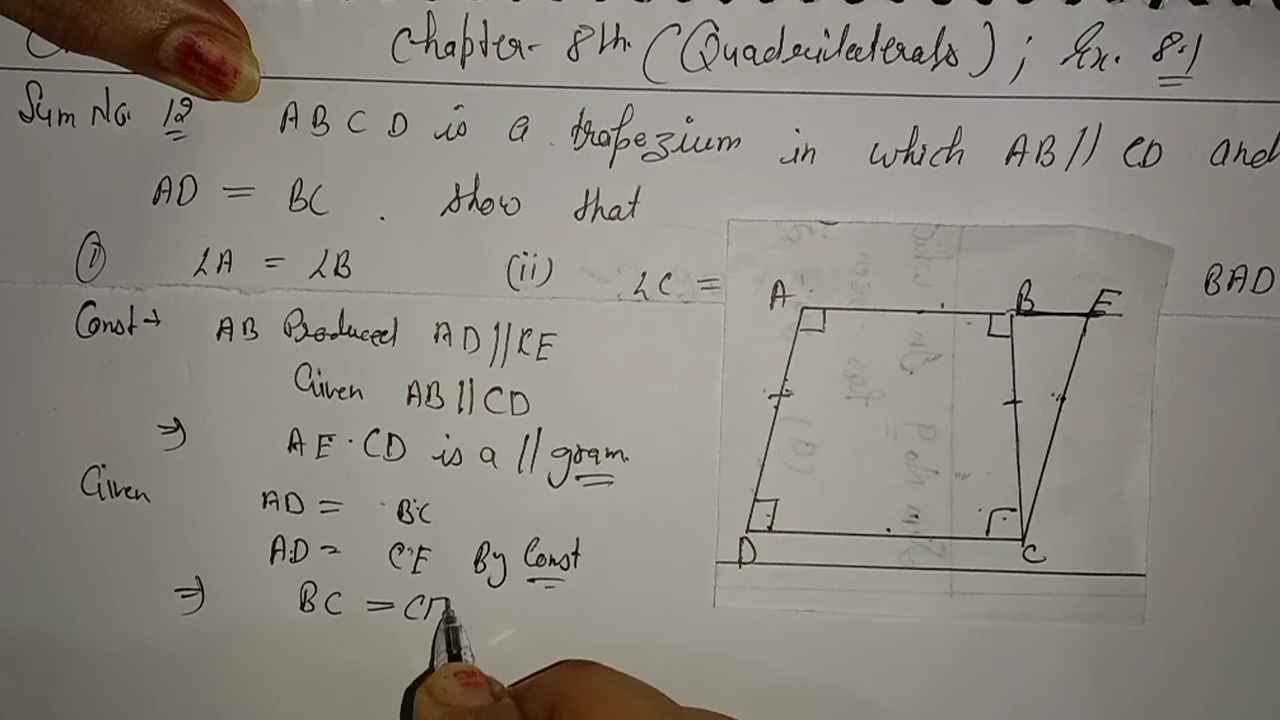 Chapter- 8th (Quadrilaterals) ; Ex. 8.1
Sum No. 12 ABCD is a trapezium in which AB // CD and
AD = BC . show that
(i) ∠A = ∠B (ii) ∠C = BAD
Const → AB Produced AD // CE
Given AB // CD
⇒ AE CD is a // gram.
Given AD = BC
AD = CE By Const
⇒ BC = C
A B E
D C